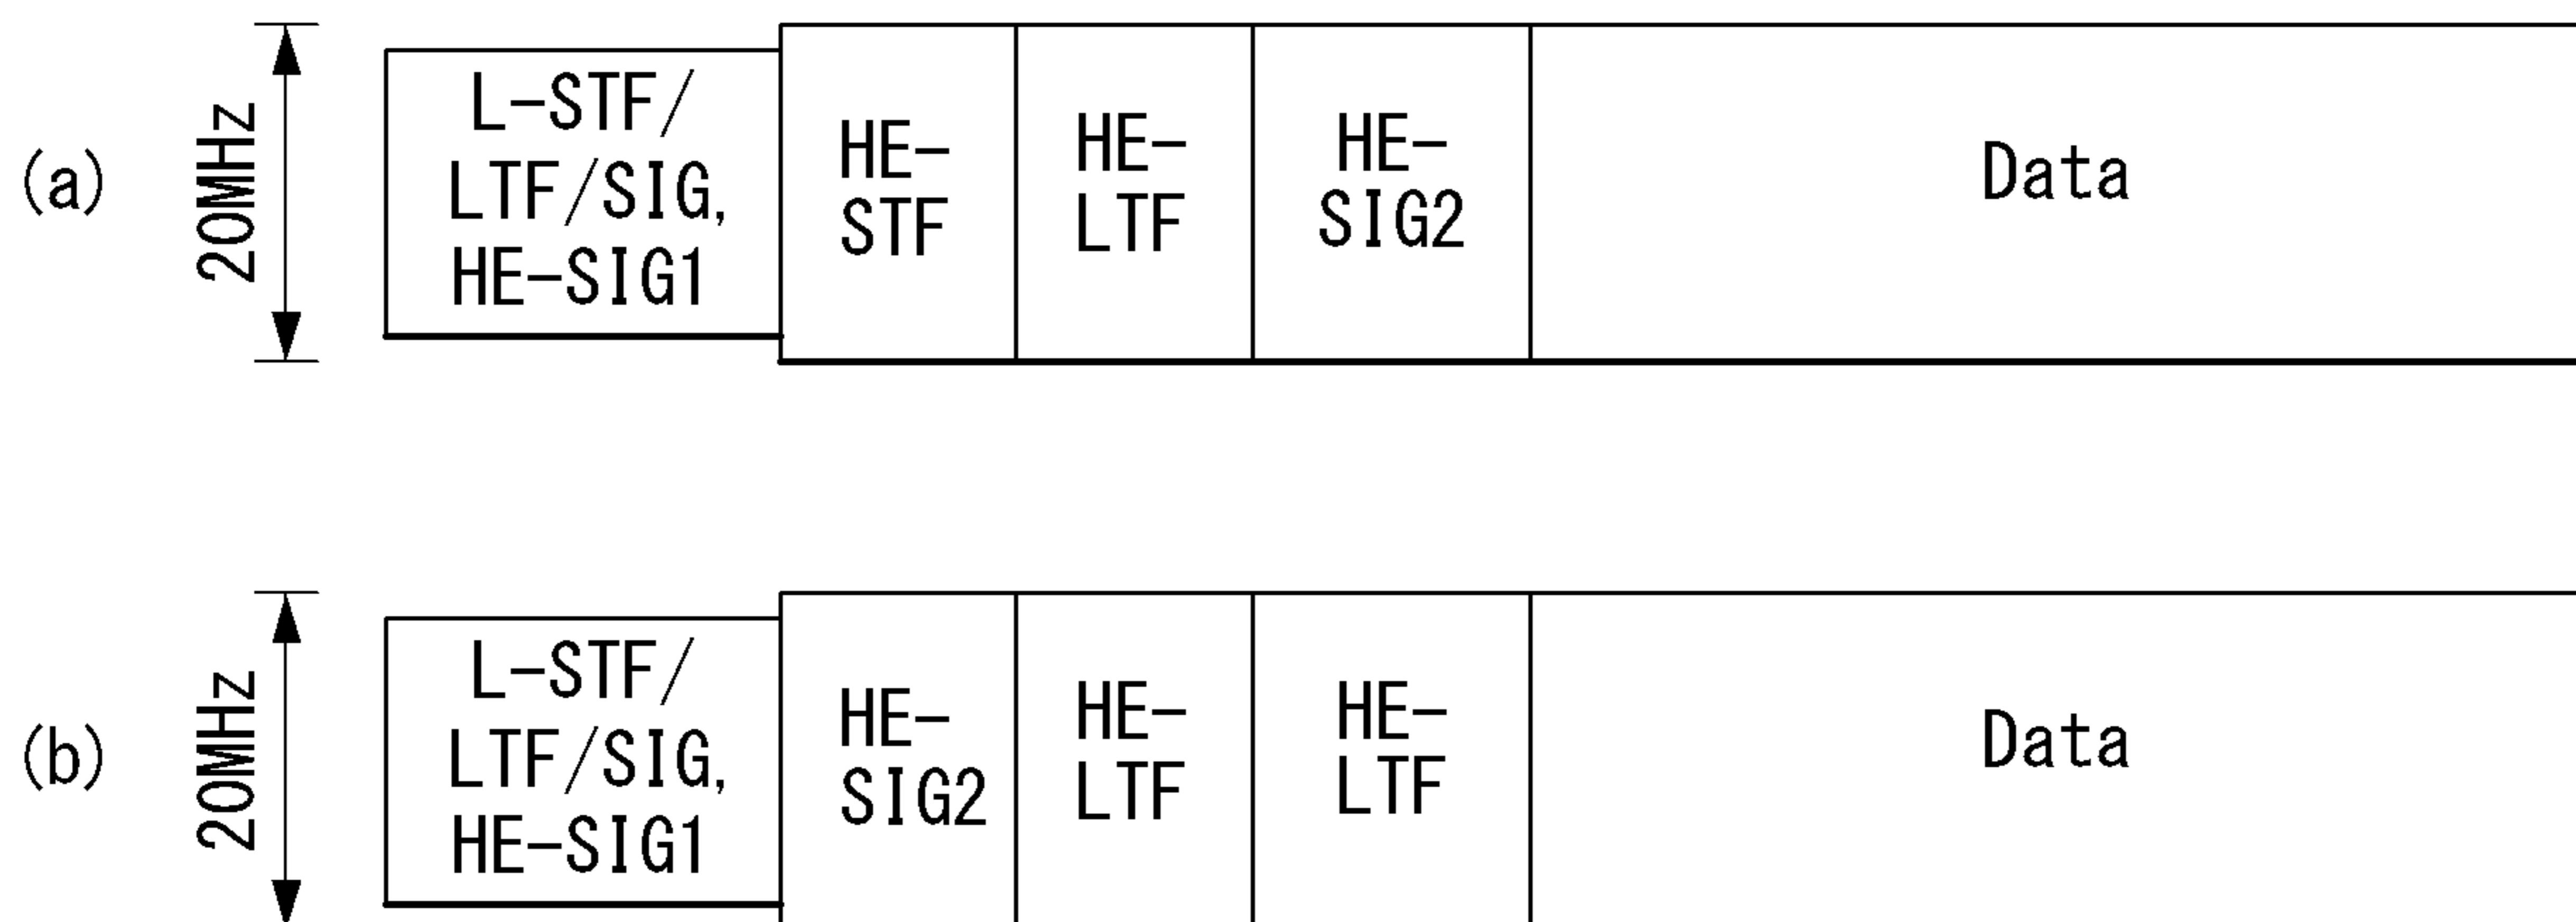 (a)
20MHz
L-STF/
LTF/SIG,
HE-SIG1
HE-
STF
HE-
LTF
HE-
SIG2
Data
(b)
20MHz
L-STF/
LTF/SIG,
HE-SIG1
HE-
SIG2
HE-
LTF
HE-
LTF
Data